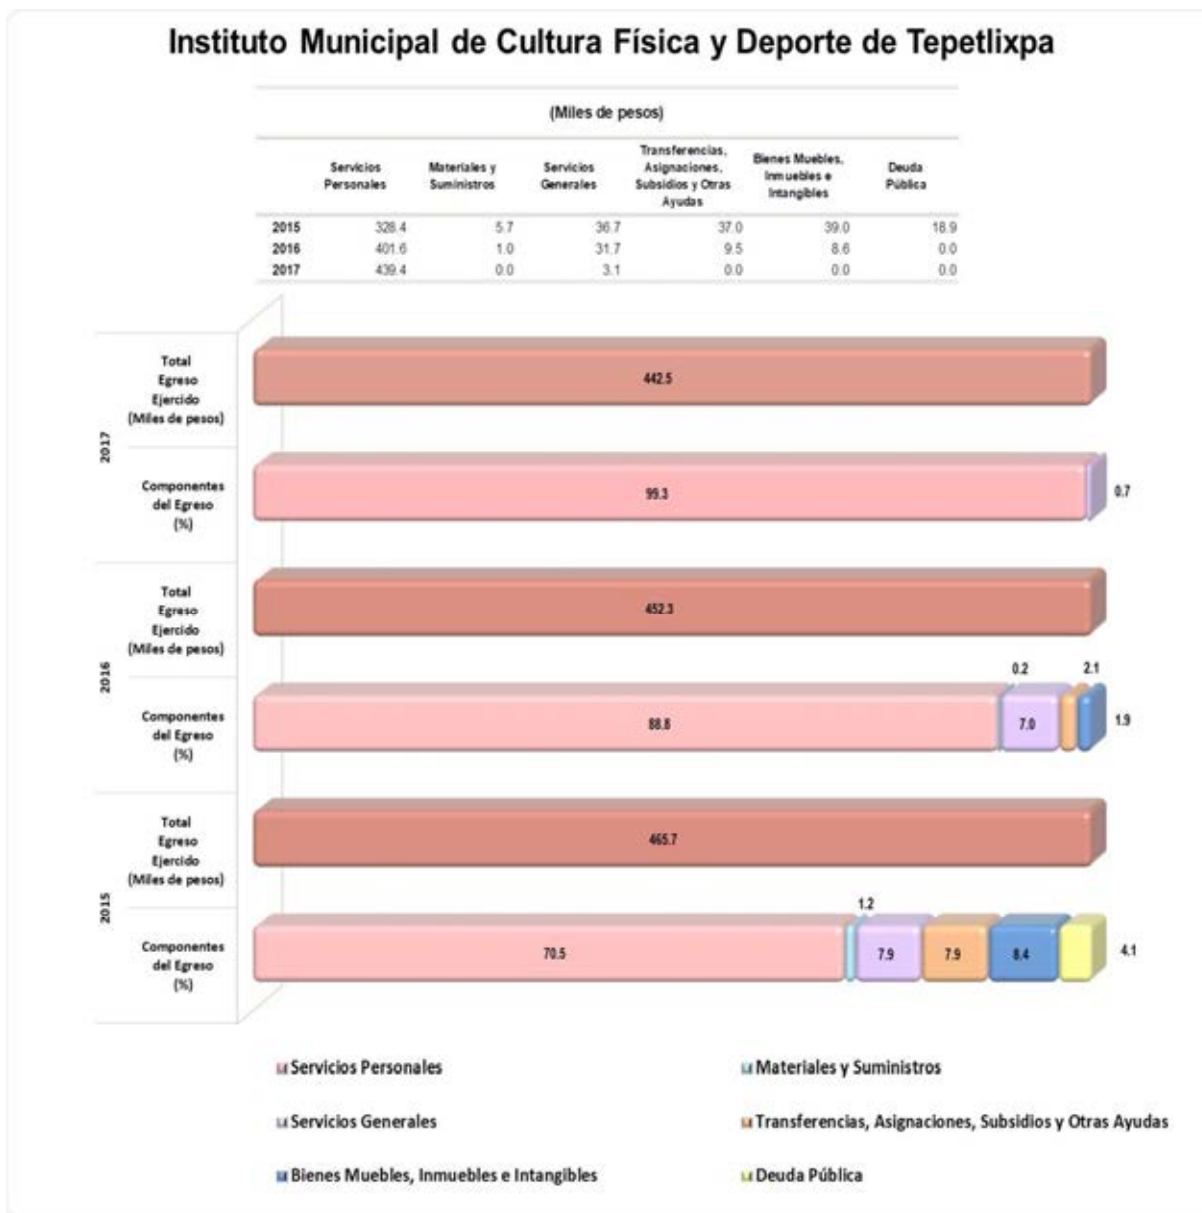 Instituto Municipal de Cultura Física y Deporte de Tepetlixpa
(Miles de pesos)
Servicios Personales
Materiales y Suministros
Servicios Generales
Transferencias, Asignaciones, Subsidios y Otras Ayudas
Bienes Muebles, Inmuebles e Intangibles
Deuda Pública
2015 328.4 5.7 36.7 37.0 39.0 18.9
2016 401.6 1.0 31.7 9.5 8.6 0.0
2017 439.4 0.0 3.1 0.0 0.0 0.0
2017
Total
Egreso
Ejercido
(Miles de pesos)
442.5
Componentes
del Egreso
(%)
99.3
0.7
2016
Total
Egreso
Ejercido
(Miles de pesos)
452.3
Componentes
del Egreso
(%)
88.8
0.2
7.0
2.1
1.9
2015
Total
Egreso
Ejercido
(Miles de pesos)
465.7
Componentes
del Egreso
(%)
70.5
1.2
7.9
7.9
8.4
4.1
Servicios Personales
Materiales y Suministros
Servicios Generales
Transferencias, Asignaciones, Subsidios y Otras Ayudas
Bienes Muebles, Inmuebles e Intangibles
Deuda Pública